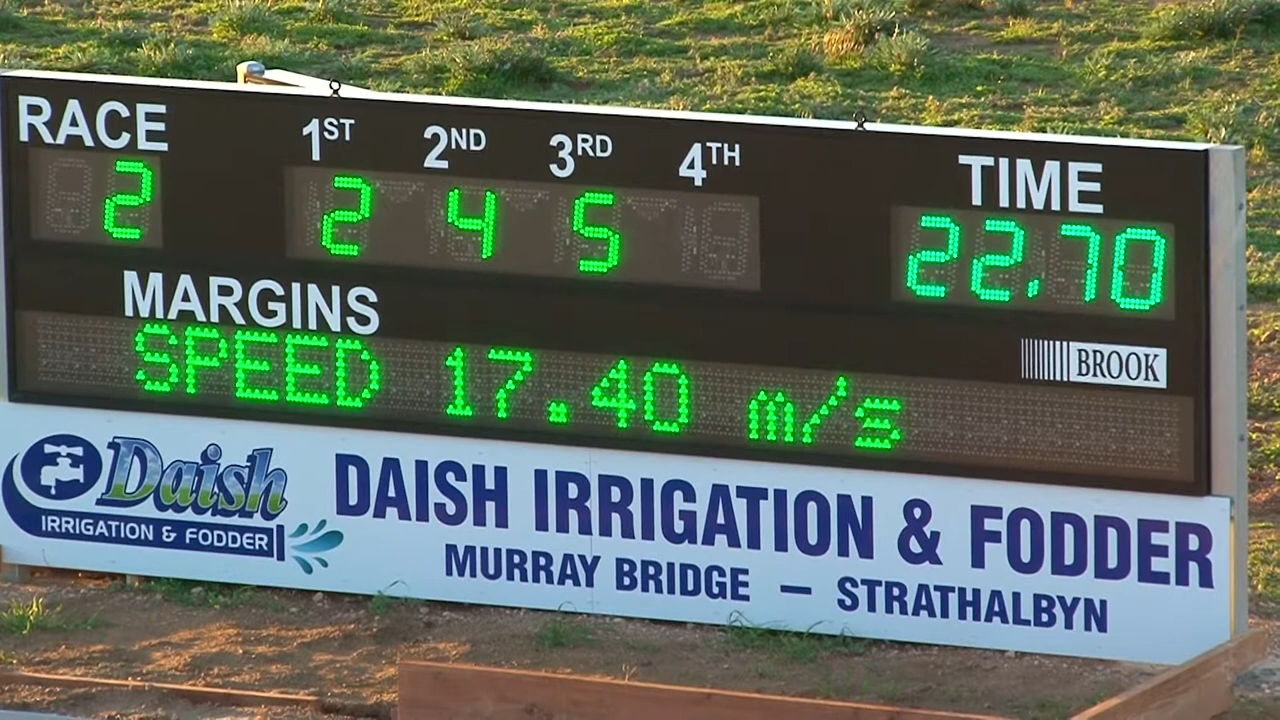 RACE 1ST 2ND 3RD 4TH TIME
2 2 4 5 22.70
MARGINS
BROOK
SPEED 17.40 m/s
Daish
IRRIGATION & FODDER
DAISH IRRIGATION & FODDER
MURRAY BRIDGE – STRATHALBYN